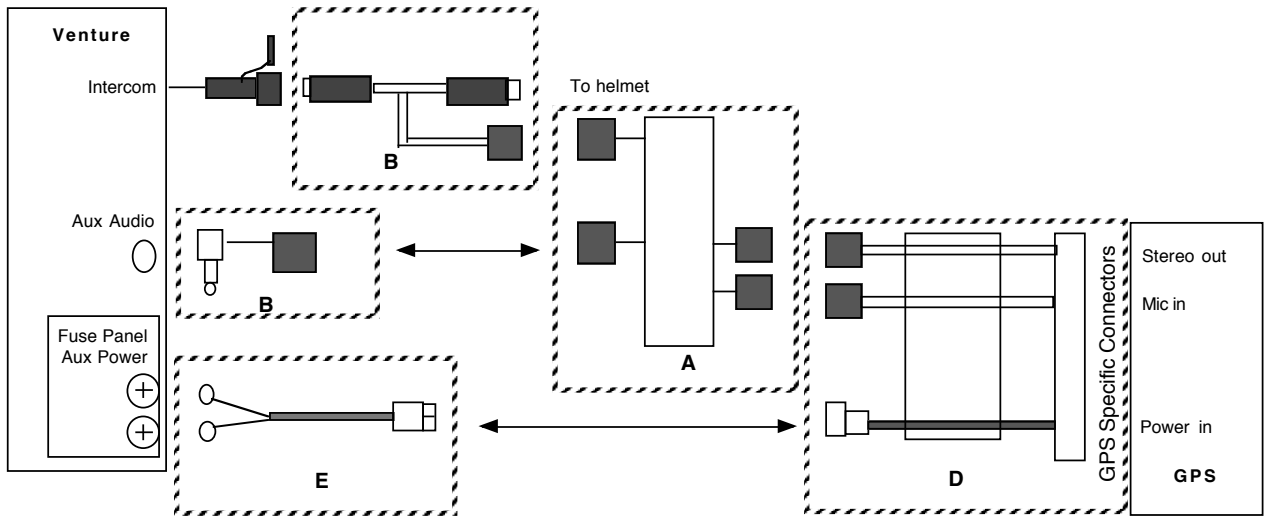 Venture
Intercom
B
To helmet
Aux Audio
B
A
Fuse Panel
Aux Power
E
D
GPS Specific Connectors
Stereo out
Mic in
Power in
GPS